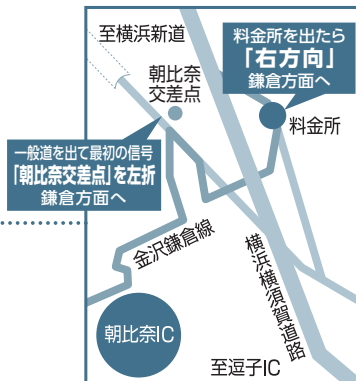 至横浜新道
料金所を出たら
「右方向」
鎌倉方面へ
朝比奈
交差点
料金所
一般道を出て最初の信号
「朝比奈交差点」を左折
鎌倉方面へ
金沢鎌倉線
横浜横須賀道路
朝比奈IC
至逗子IC